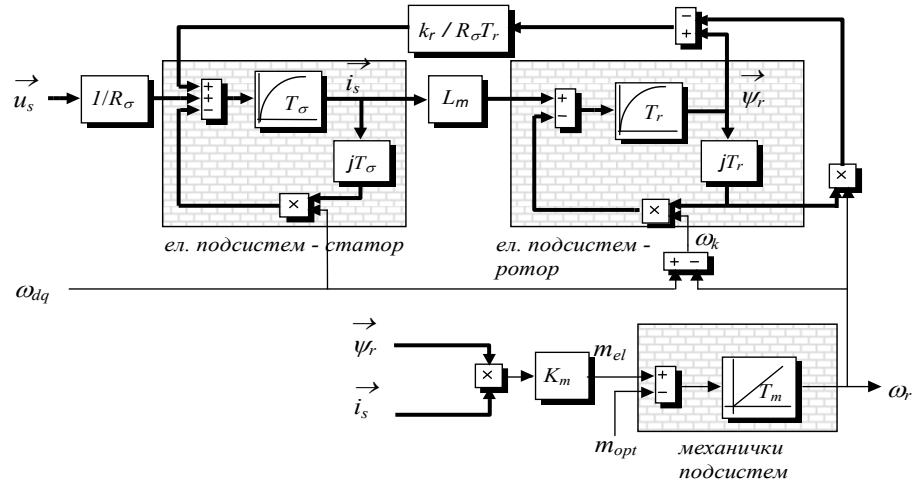 k_r / R_σT_r
−
+
u_s
1/R_σ
+
+
−
T_σ
i_s
L_m
+
−
T_r
ψ_r
jT_σ
jT_r
×
×
×
ел. подсистем - статор
ел. подсистем -
ротор
ω_k
+ −
ω_dq
ψ_r
×
i_s
K_m
m_el
m_opt
+
−
T_m
ω_r
механички
подсистем